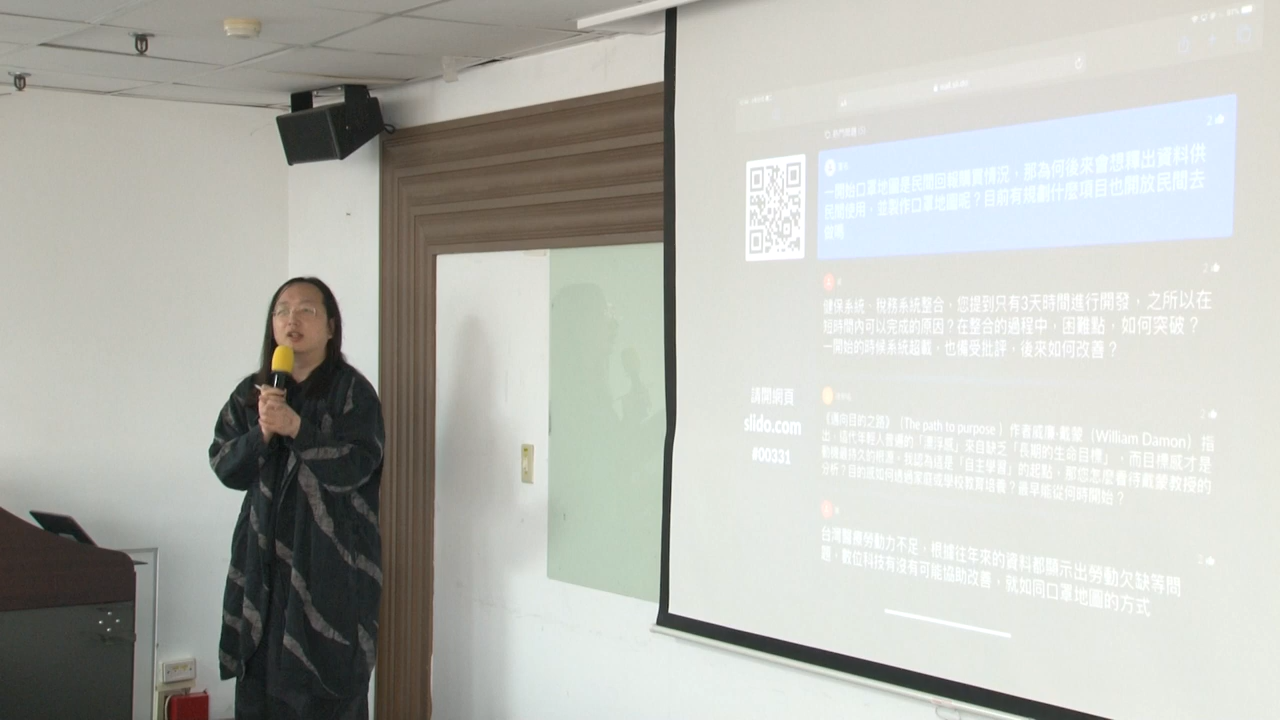 熱門問題
一開始口罩地圖是民間回報購買情況，那為何後來會想釋出資料供
民間使用，並製作口罩地圖呢？目前有規劃什麼項目也開放民間去
做嗎
2
2
健保系統、稅務系統整合，您提到只有3天時間進行開發，之所以在
短時間內可以完成的原因？在整合的過程中，困難點，如何突破？
一開始的時候系統超載，也備受批評，後來如何改善？
請開網頁
slido.com
#00331
2
《邁向目的之路》〔The path to purpose〕作者威廉·戴蒙（William Damon）指
出，這代年輕人普遍的「漂浮感」來自缺乏「長期的生命目標」，而目標感才是
動機最持久的根源，我認為這是「自主學習」的起點，那您怎麼看待戴蒙教授的
分析？目的感如何透過家庭或學校教育培養？最早能從何時開始？
台灣醫療勞動力不足，根據往年來的資料都顯示出勞動欠缺等問
題，數位科技有沒有可能協助改善，就如同口罩地圖的方式